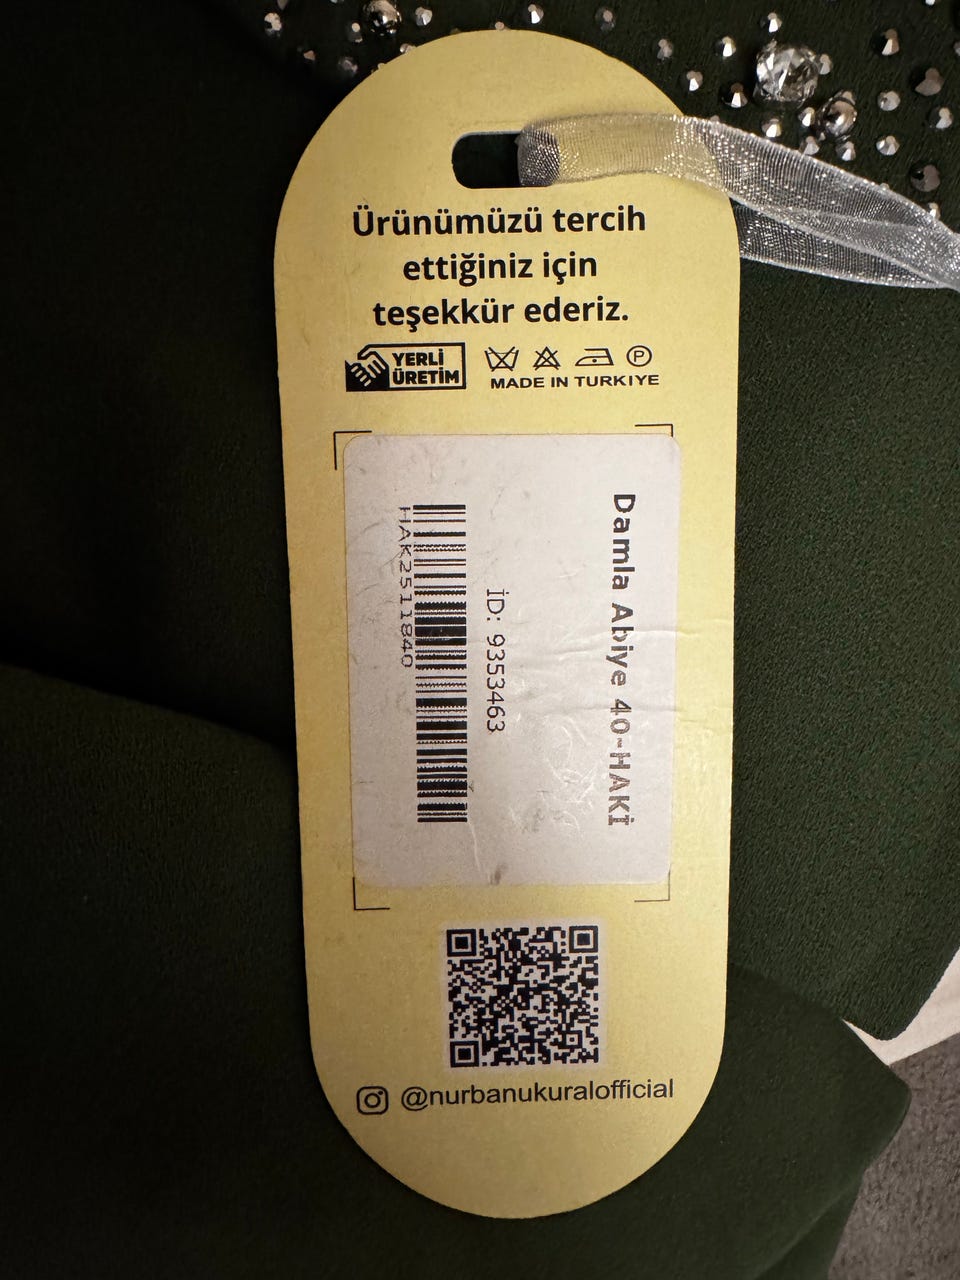 Ürünümüzü tercih
ettiğiniz için
teşekkür ederiz.
YERLİ
ÜRETİM
P
MADE IN TURKIYE
Damla Abiye 40-HAKİ
İD: 9353463
HAK2511840
@nurbanukuralofficial